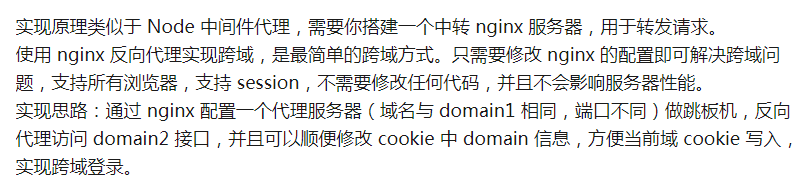 实现原理类似于 Node 中间件代理，需要你搭建一个中转 nginx 服务器，用于转发请求。
使用 nginx 反向代理实现跨域，是最简单的跨域方式。只需要修改 nginx 的配置即可解决跨域问
题，支持所有浏览器，支持 session，不需要修改任何代码，并且不会影响服务器性能。
实现思路：通过 nginx 配置一个代理服务器（域名与 domain1 相同，端口不同）做跳板机，反向
代理访问 domain2 接口，并且可以顺便修改 cookie 中 domain 信息，方便当前域 cookie 写入，
实现跨域登录。